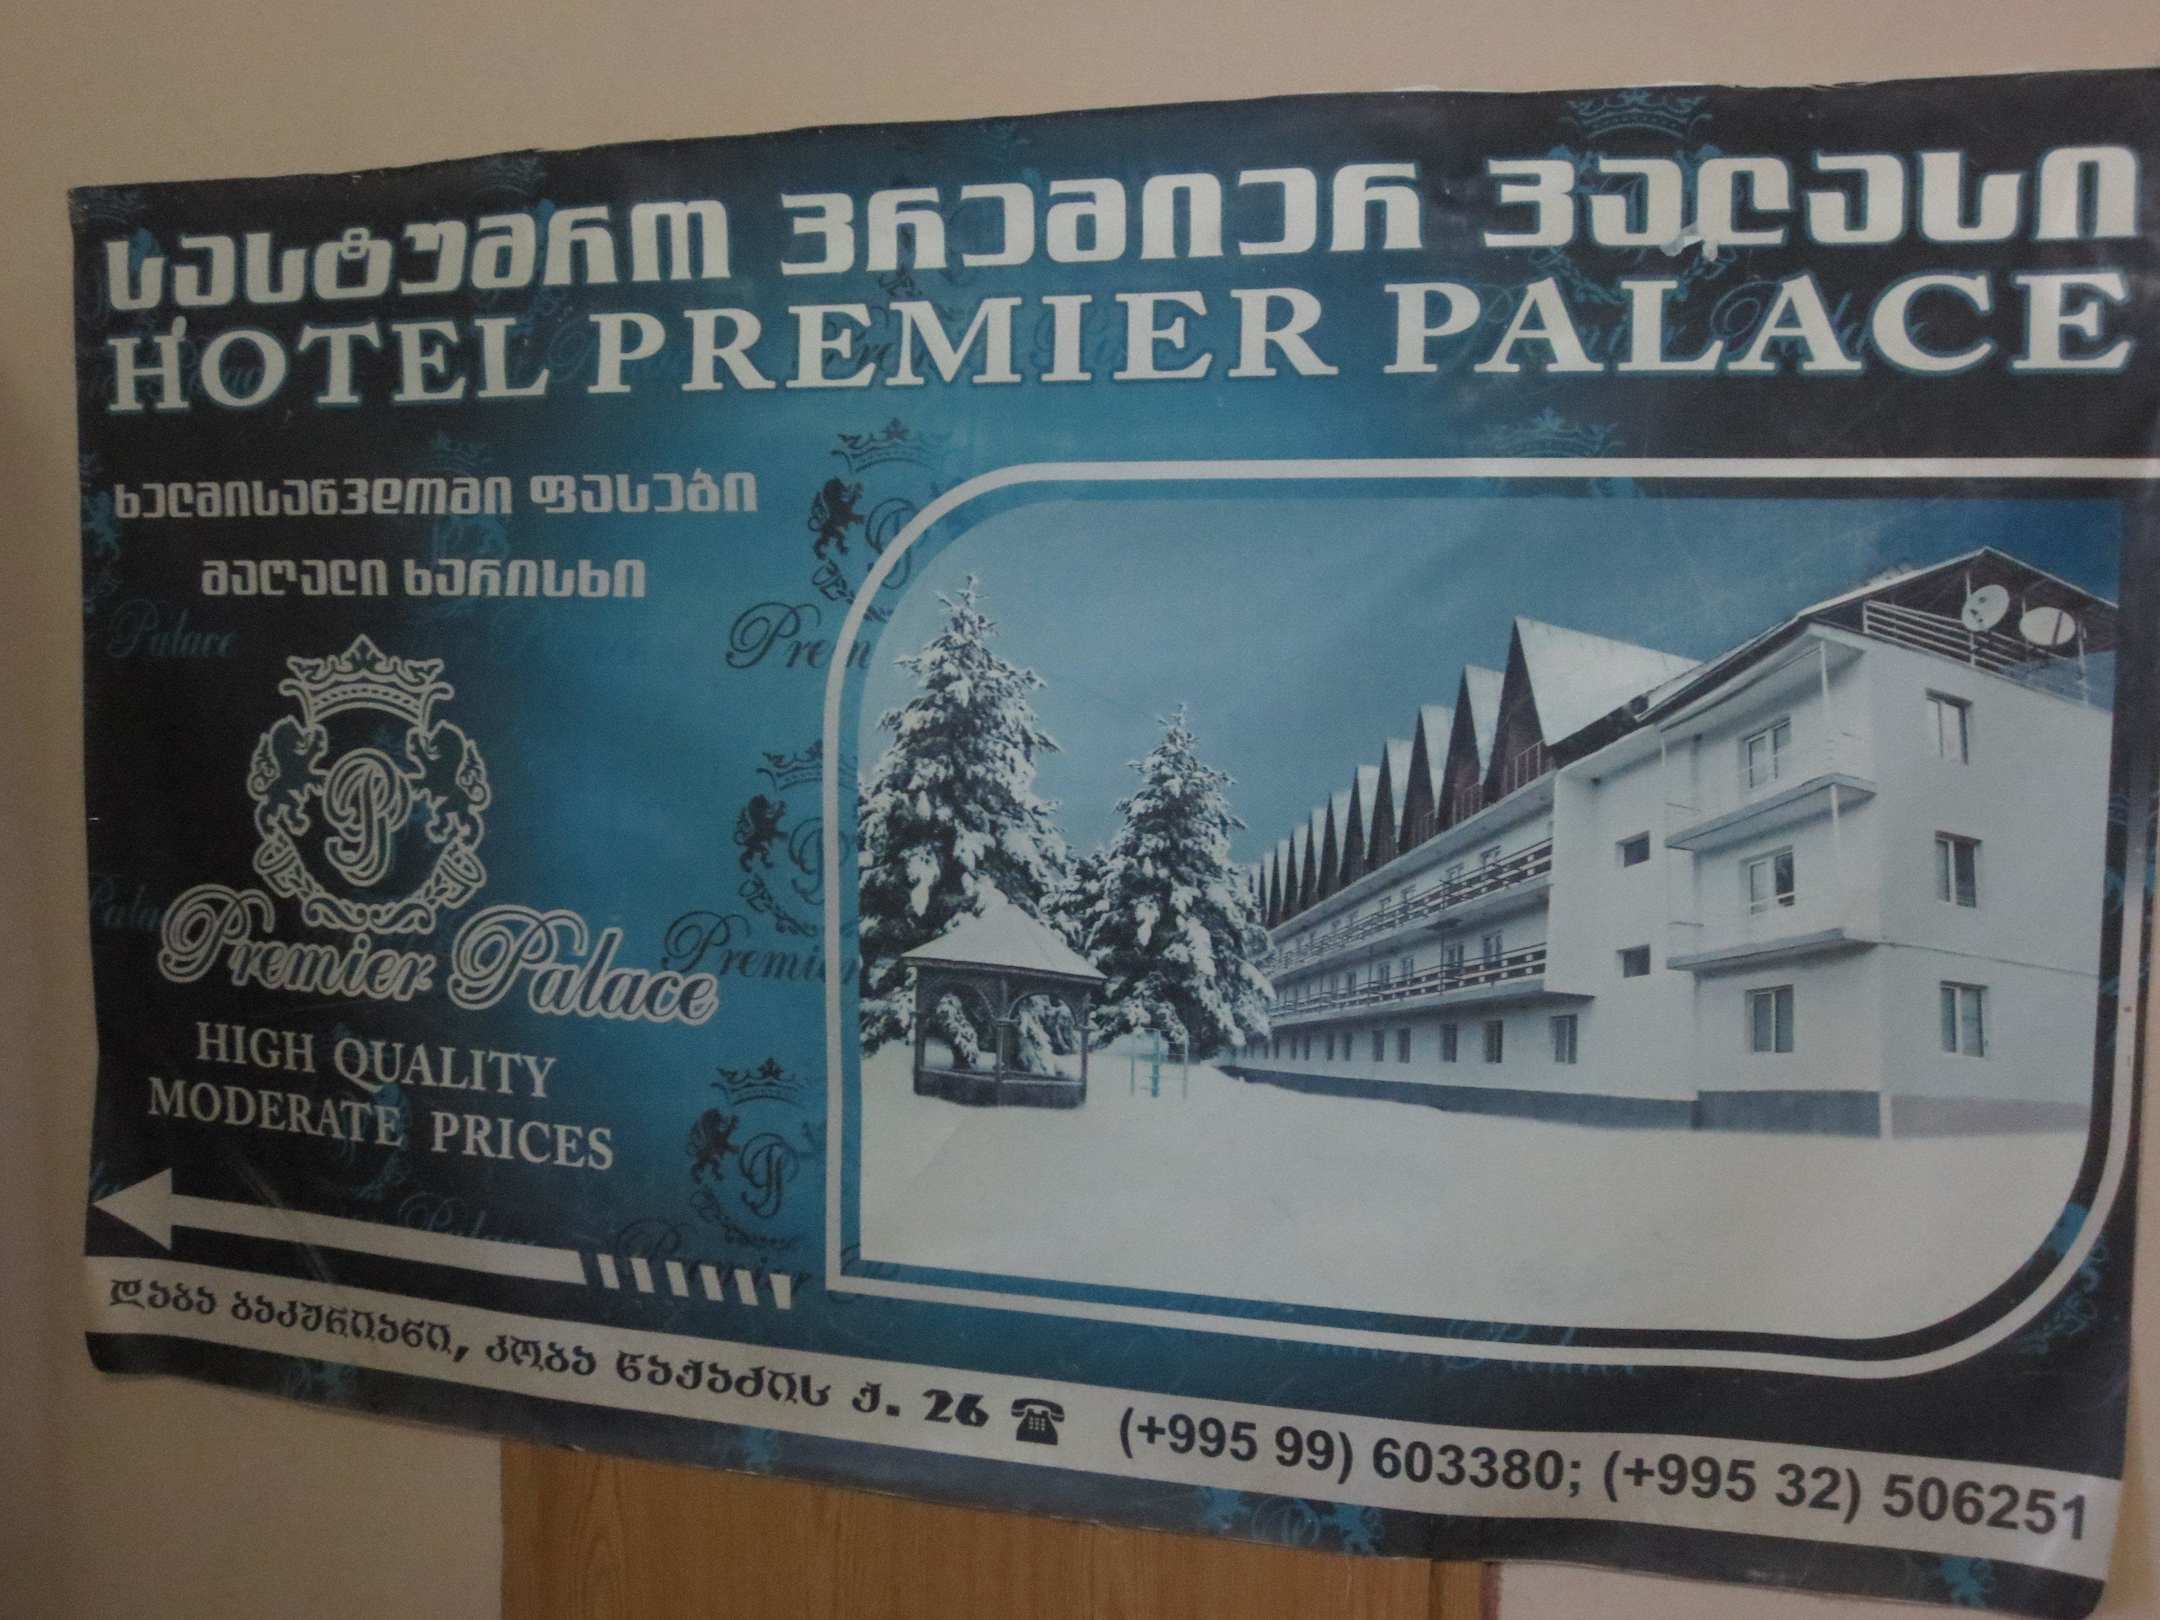 სასტუმრო პრემიერ პალასი
HOTEL PREMIER PALACE
ხელმისაწვდომი ფასები
მაღალი ხარისხი
Premier Palace
HIGH QUALITY
MODERATE PRICES
დაბა ბაკურიანი, კობა წაქაძის ქ. 26 ☎ (+995 99) 603380; (+995 32) 506251